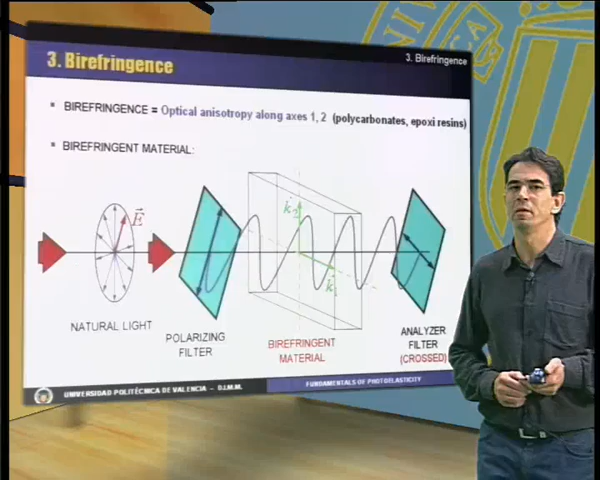 3. Birefringence
3. Birefringence
BIREFRINGENCE = Optical anisotropy along axes 1, 2 (polycarbonates, epoxi resins)
BIREFRINGENT MATERIAL:
E
k₂
k₁
NATURAL LIGHT
POLARIZING
FILTER
BIREFRINGENT
MATERIAL
ANALYZER
FILTER
(CROSSED)
UNIVERSIDAD POLITÉCNICA DE VALENCIA - D.I.M.M.
FUNDAMENTALS OF PHOTOELASTICITY